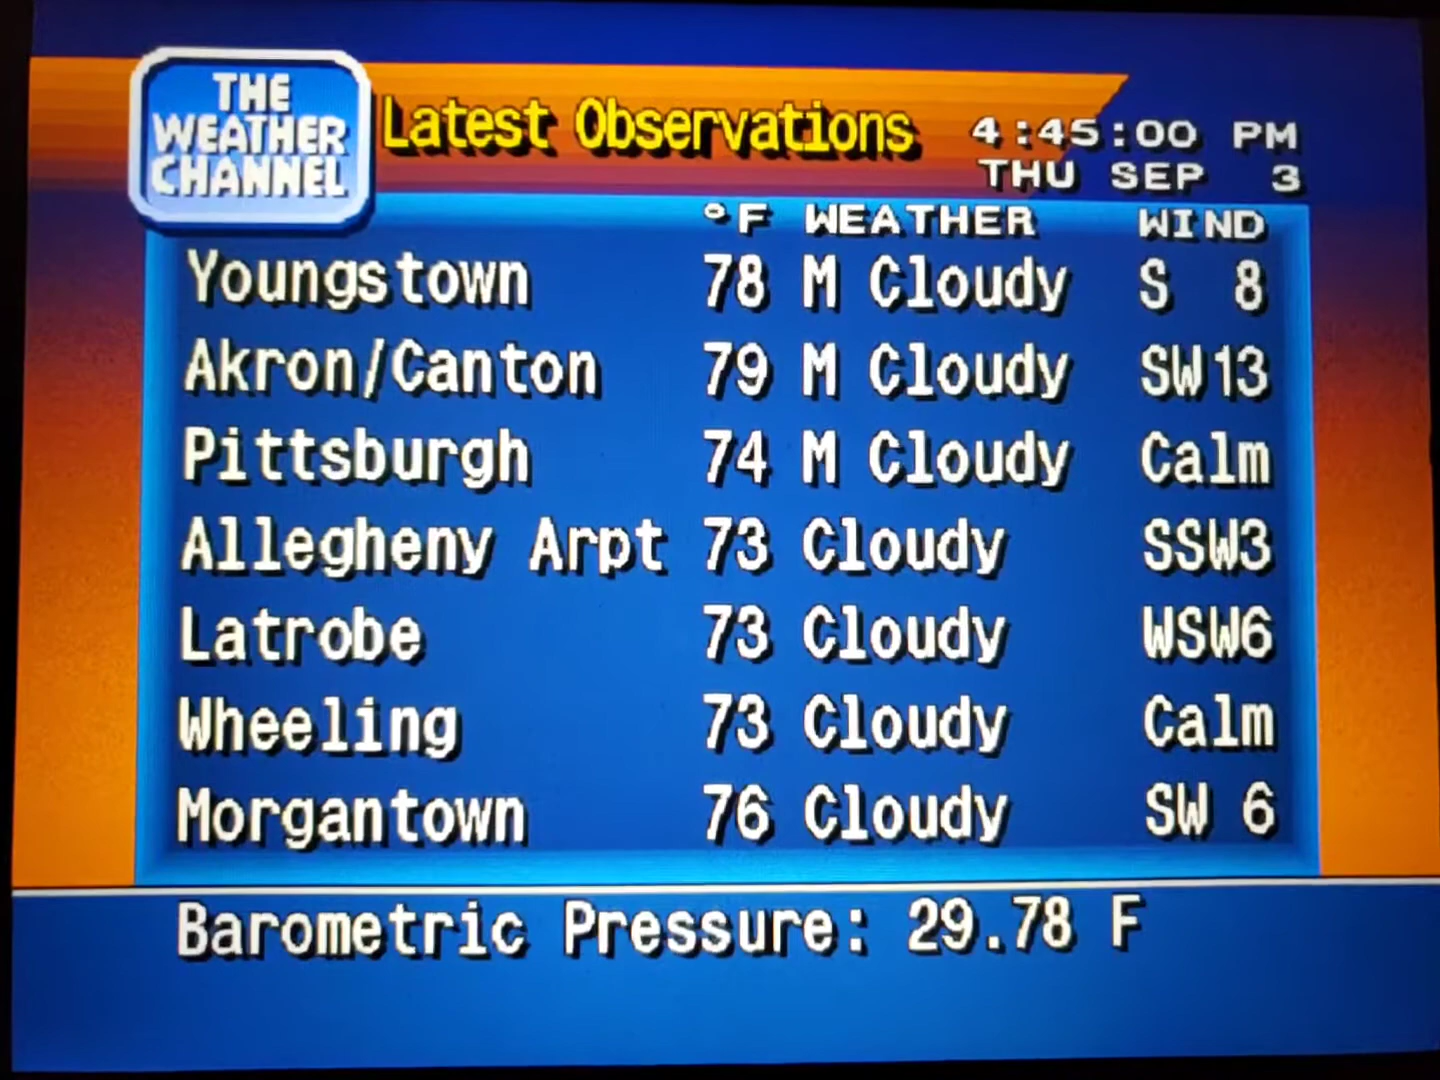 THE
WEATHER
CHANNEL
Latest Observations
4:45:00 PM
THU SEP 3
°F WEATHER WIND
Youngstown 78 M Cloudy S 8
Akron/Canton 79 M Cloudy SW13
Pittsburgh 74 M Cloudy Calm
Allegheny Arpt 73 Cloudy SSW3
Latrobe 73 Cloudy WSW6
Wheeling 73 Cloudy Calm
Morgantown 76 Cloudy SW 6
Barometric Pressure: 29.78 F